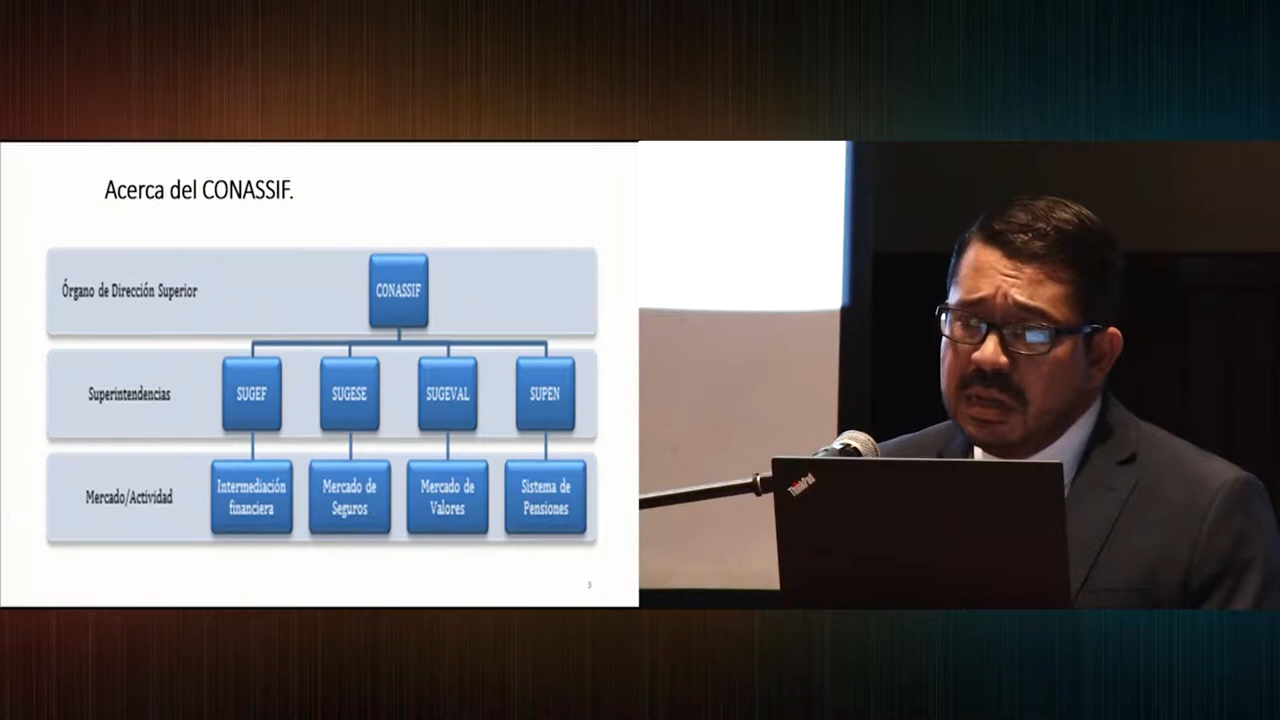 Acerca del CONASSIF.
Órgano de Dirección Superior
CONASSIF
Superintendencias
SUGEF
SUGESE
SUGEVAL
SUPEN
Mercado/Actividad
Intermediación
financiera
Mercado de
Seguros
Mercado de
Valores
Sistema de
Pensiones
3
ThinkPad